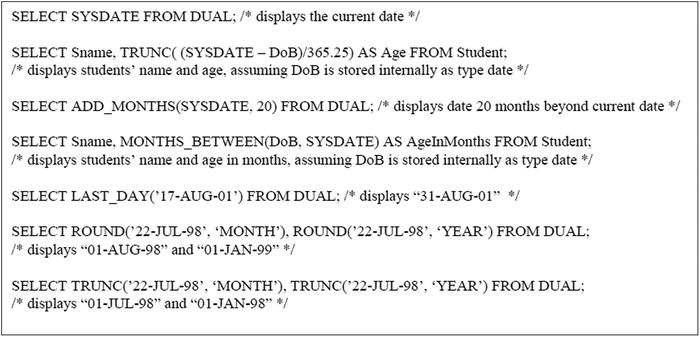 SELECT SYSDATE FROM DUAL; /* displays the current date */
SELECT Sname, TRUNC( (SYSDATE – DoB)/365.25) AS Age FROM Student;
/* displays students’ name and age, assuming DoB is stored internally as type date */
SELECT ADD_MONTHS(SYSDATE, 20) FROM DUAL; /* displays date 20 months beyond current date */
SELECT Sname, MONTHS_BETWEEN(DoB, SYSDATE) AS AgeInMonths FROM Student;
/* displays students’ name and age in months, assuming DoB is stored internally as type date */
SELECT LAST_DAY(’17-AUG-01’) FROM DUAL; /* displays “31-AUG-01” */
SELECT ROUND(’22-JUL-98’, ‘MONTH’), ROUND(’22-JUL-98’, ‘YEAR’) FROM DUAL;
/* displays “01-AUG-98” and “01-JAN-99” */
SELECT TRUNC(’22-JUL-98’, ‘MONTH’), TRUNC(’22-JUL-98’, ‘YEAR’) FROM DUAL;
/* displays “01-JUL-98” and “01-JAN-98” */